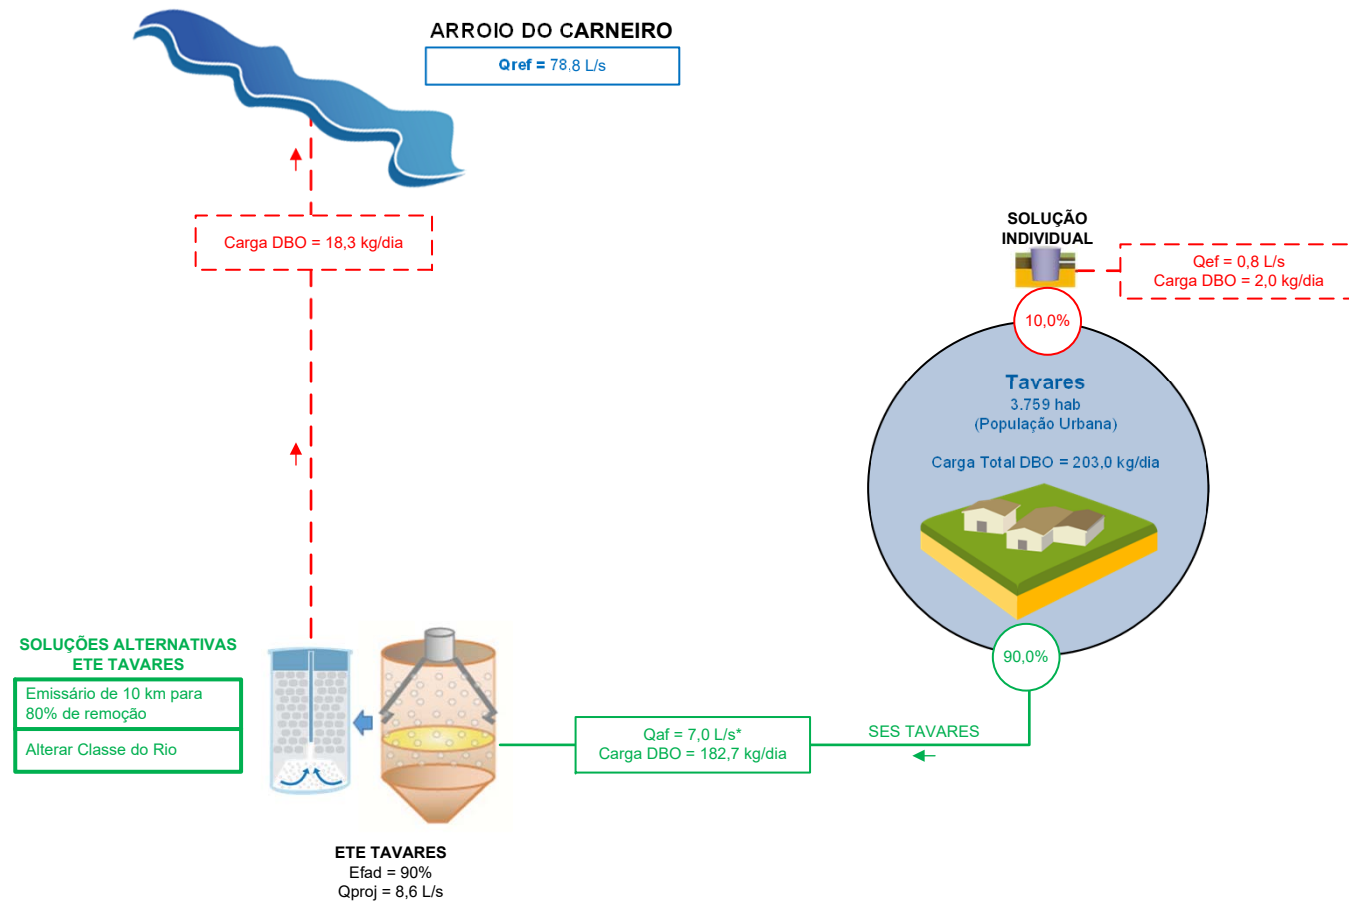 ARROIO DO CARNEIRO
Qref = 78,8 L/s
Carga DBO = 18,3 kg/dia
SOLUÇÃO
INDIVIDUAL
Qef = 0,8 L/s
Carga DBO = 2,0 kg/dia
10,0%
Tavares
3.759 hab
(População Urbana)
Carga Total DBO = 203,0 kg/dia
90,0%
SOLUÇÕES ALTERNATIVAS
ETE TAVARES
Emissário de 10 km para
80% de remoção
Alterar Classe do Rio
Qaf = 7,0 L/s*
Carga DBO = 182,7 kg/dia
SES TAVARES
ETE TAVARES
Efad = 90%
Qproj = 8,6 L/s